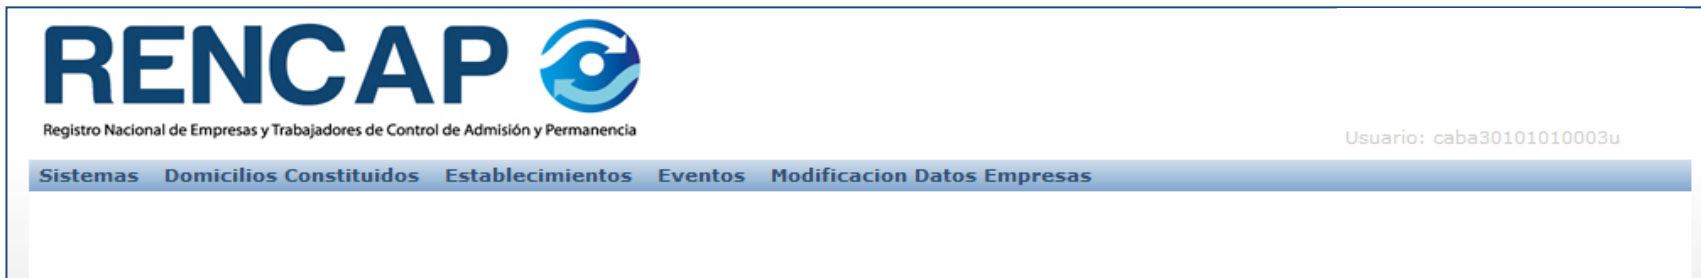 RENCAP
Registro Nacional de Empresas y Trabajadores de Control de Admisión y Permanencia
Usuario: caba30101010003u
Sistemas Domicilios Constituidos Establecimientos Eventos Modificacion Datos Empresas